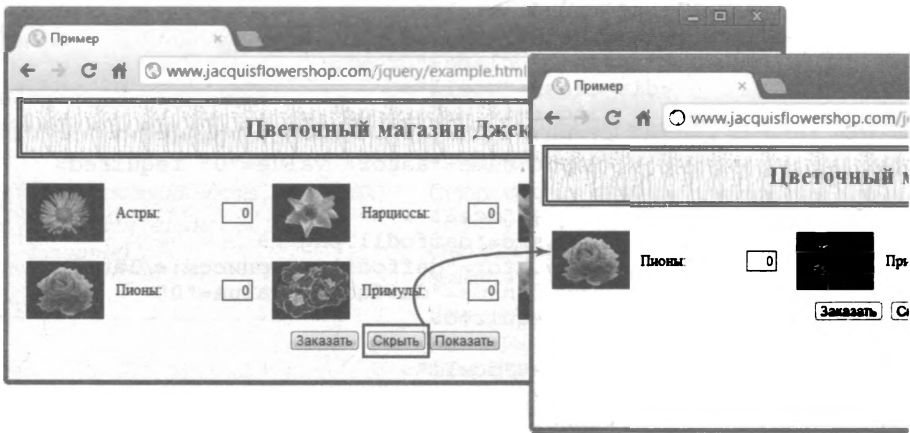 Пример
www.jacquisflowershop.com/jquery/example.html
Цветочный магазин Джек
Астры: 0
Нарциссы: 0
Пионы: 0
Примулы: 0
Заказать Скрыть Показать
Пример
www.jacquisflowershop.com/j
Цветочный м
Пионы: 0
При
Заказать С